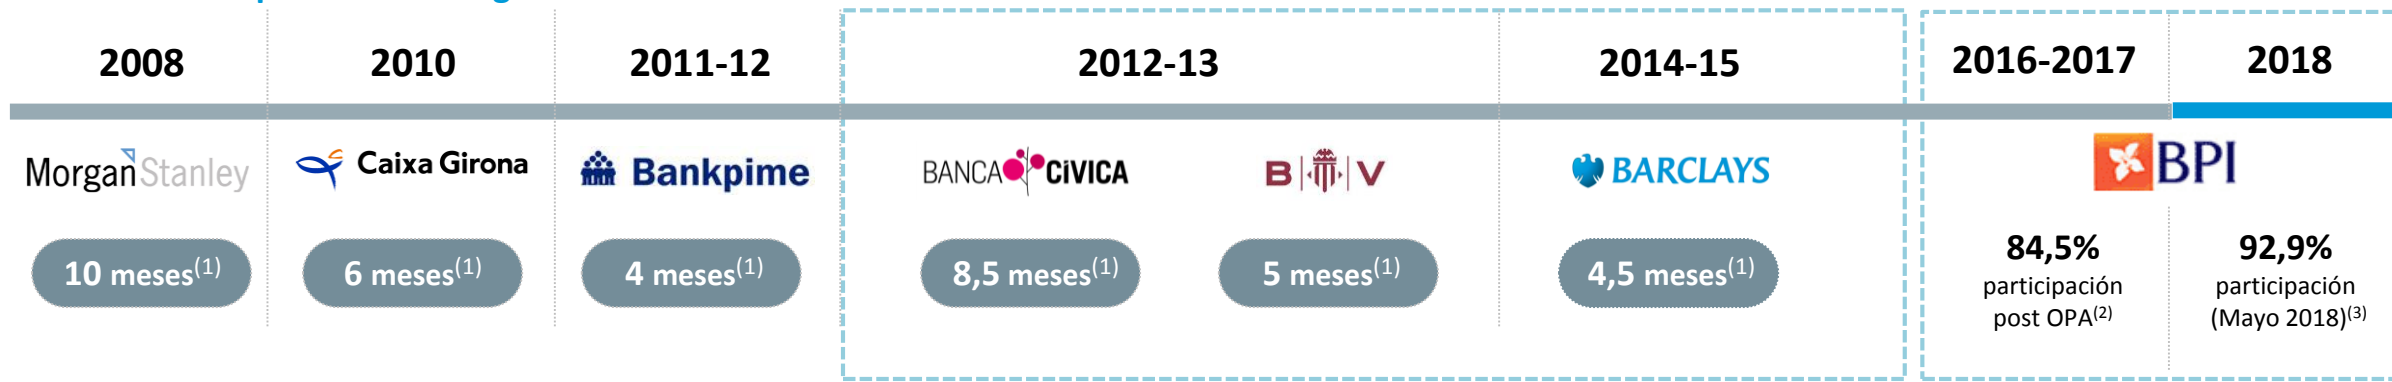 2008
2010
2011-12
2012-13
2014-15
2016-2017
2018
Morgan Stanley
Caixa Girona
Bankpime
BANCA CÍVICA
B V
BARCLAYS
BPI
10 meses(1)
6 meses(1)
4 meses(1)
8,5 meses(1)
5 meses(1)
4,5 meses(1)
84,5%
participación
post OPA(2)
92,9%
participación
(Mayo 2018)(3)